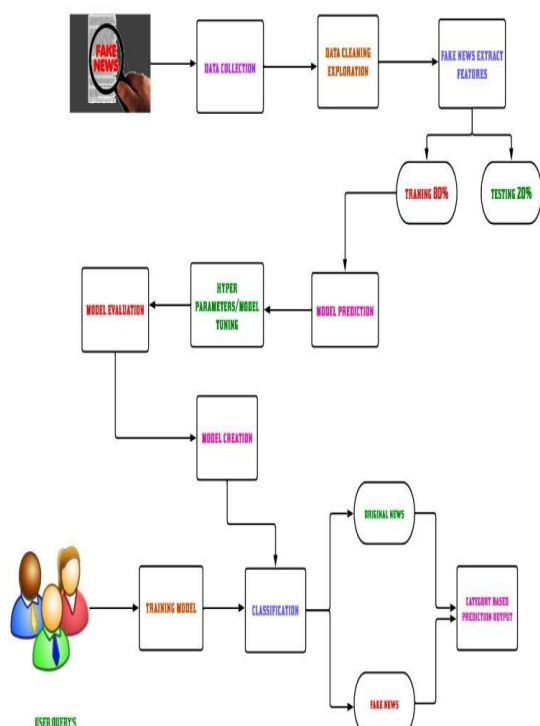 FAKE
NEWS
DATA COLLECTION
DATA CLEANING
EXPLORATION
FAKE NEWS EXTRACT
FEATURES
TRANING 80%
TESTING 20%
MODEL EVALUATION
HYPER
PARAMETERS/MODEL
TUNING
MODEL PREDICTION
MODEL CREATION
ORIGINAL NEWS
TRAINING MODEL
CLASSIFICATION
CATEGORY BASED
PREDICTION OUTPUT
FAKE NEWS
USER QUERY'S